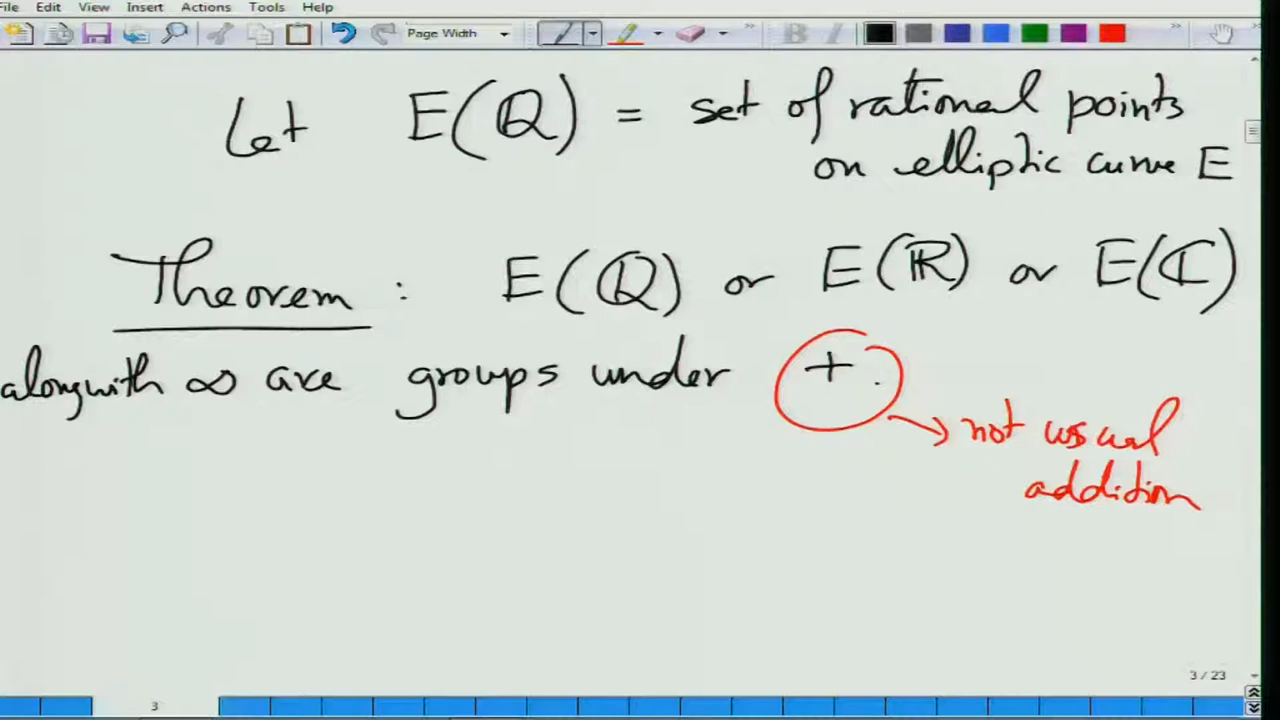 File Edit View Insert Actions Tools Help
Page Width
Let E(ℚ) = set of rational points
on elliptic curve E
Theorem : E(ℚ) or E(ℝ) or E(ℂ)
alongwith ∞ are groups under +.
not usual
addition
3 / 23
3